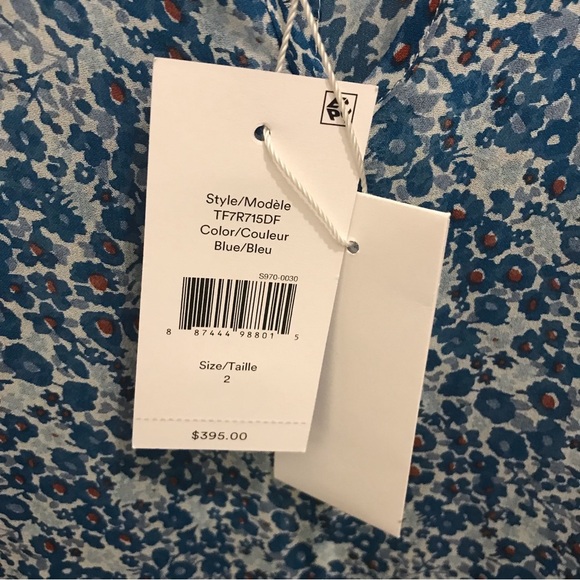 Style/Modèle
TF7R715DF
Color/Couleur
Blue/Bleu
S970-0030
8 87444 98801 5
Size/Taille
2
$395.00